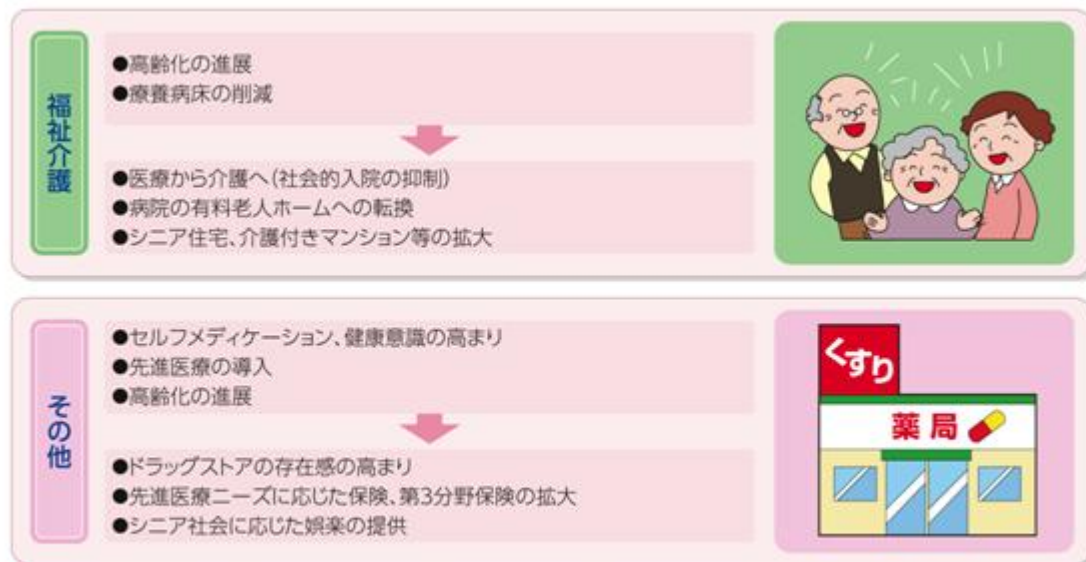 福祉介護
●高齢化の進展
●療養病床の削減
●医療から介護へ(社会的入院の抑制)
●病院の有料老人ホームへの転換
●シニア住宅、介護付きマンション等の拡大
その他
●セルフメディケーション、健康意識の高まり
●先進医療の導入
●高齢化の進展
●ドラッグストアの存在感の高まり
●先進医療ニーズに応じた保険、第3分野保険の拡大
●シニア社会に応じた娯楽の提供
くすり
薬局